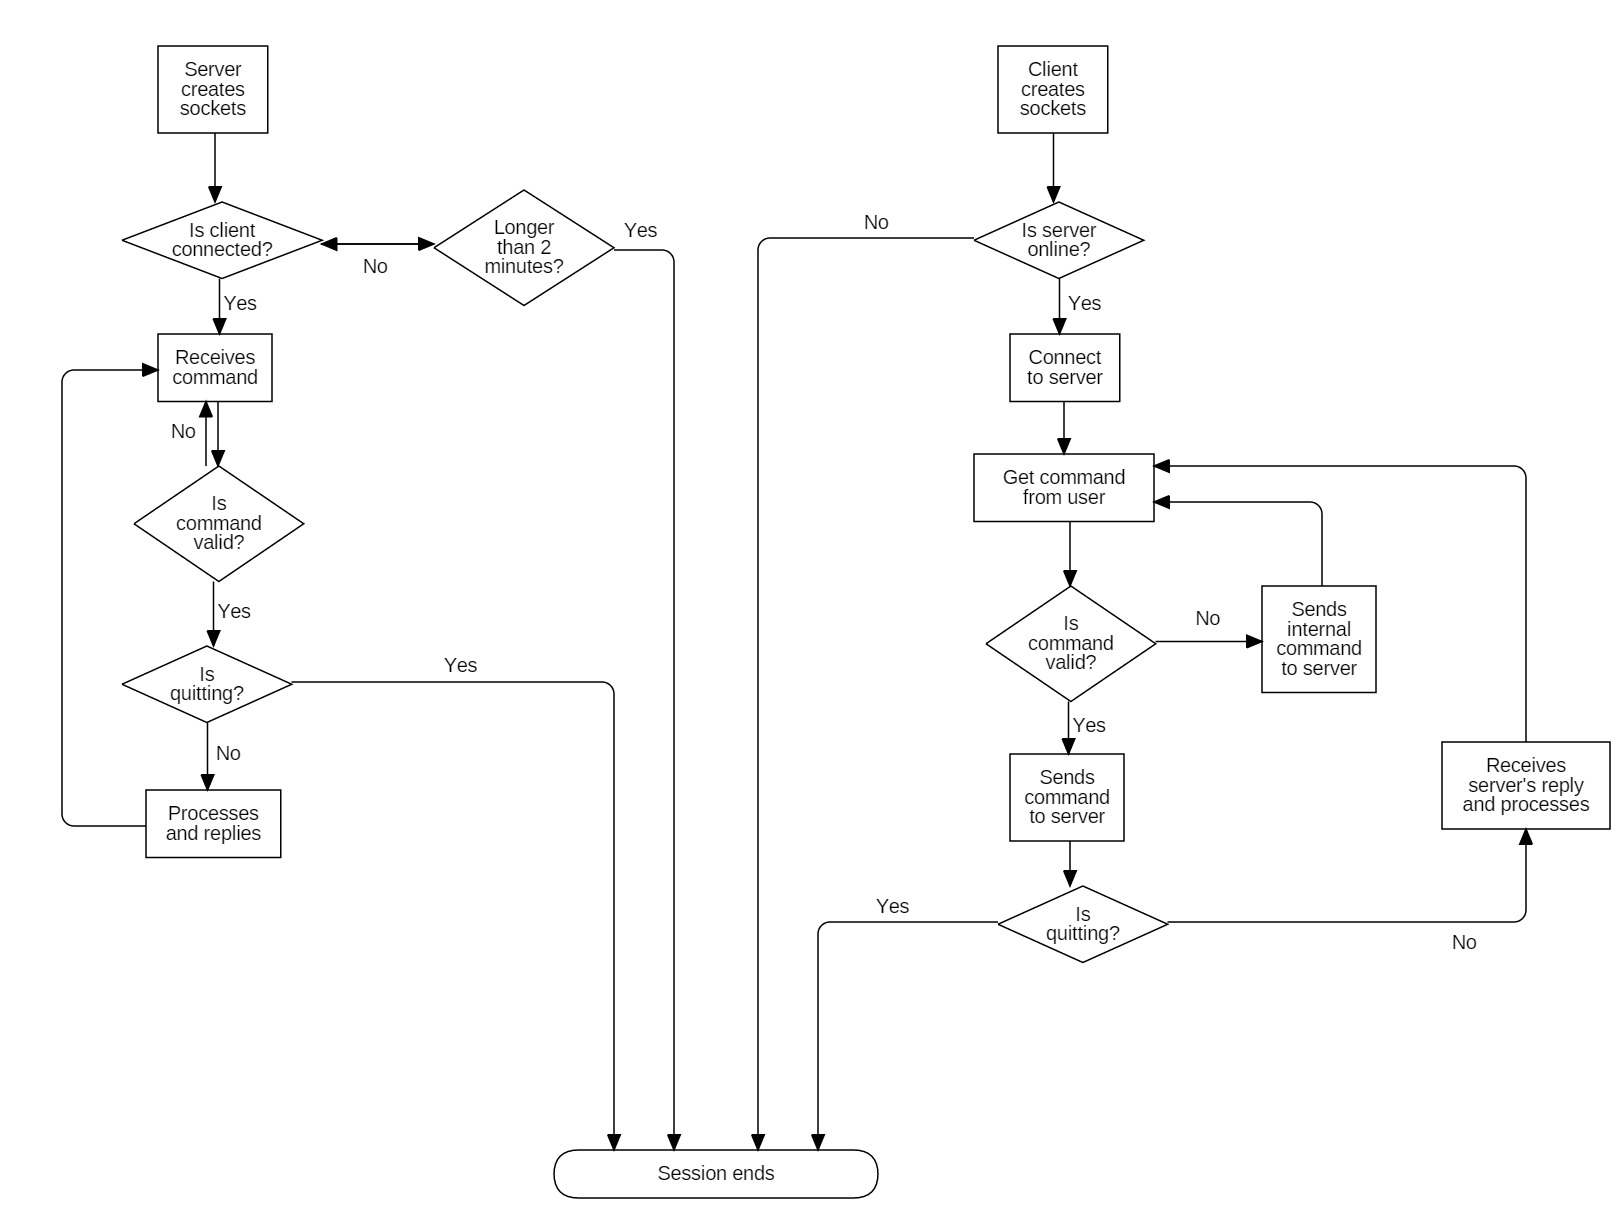 Server
creates
sockets
Client
creates
sockets
Is client
connected?
No
Longer
than 2
minutes?
Yes
No
Is server
online?
Yes
Yes
Receives
command
Connect
to server
No
Get command
from user
Is
command
valid?
Yes
Is
command
valid?
No
Sends
internal
command
to server
Is
quitting?
Yes
Yes
No
Sends
command
to server
Receives
server's reply
and processes
Processes
and replies
Yes
Is
quitting?
No
Session ends